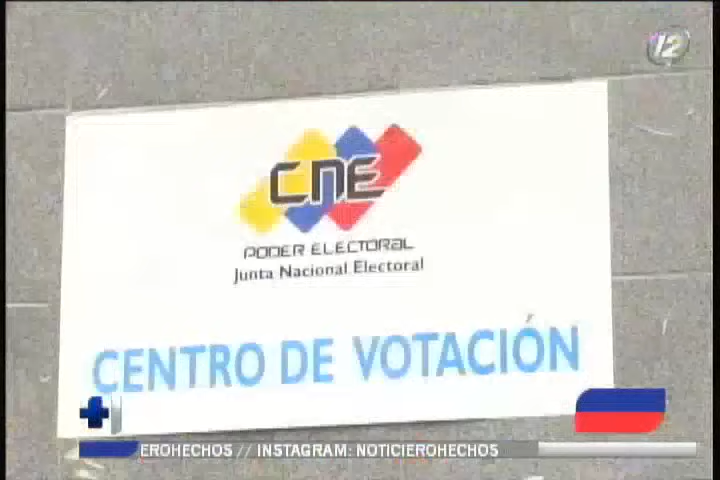 12
CNE
PODER ELECTORAL
Junta Nacional Electoral
CENTRO DE VOTACIÓN
EROHECHOS // INSTAGRAM: NOTICIEROHECHOS